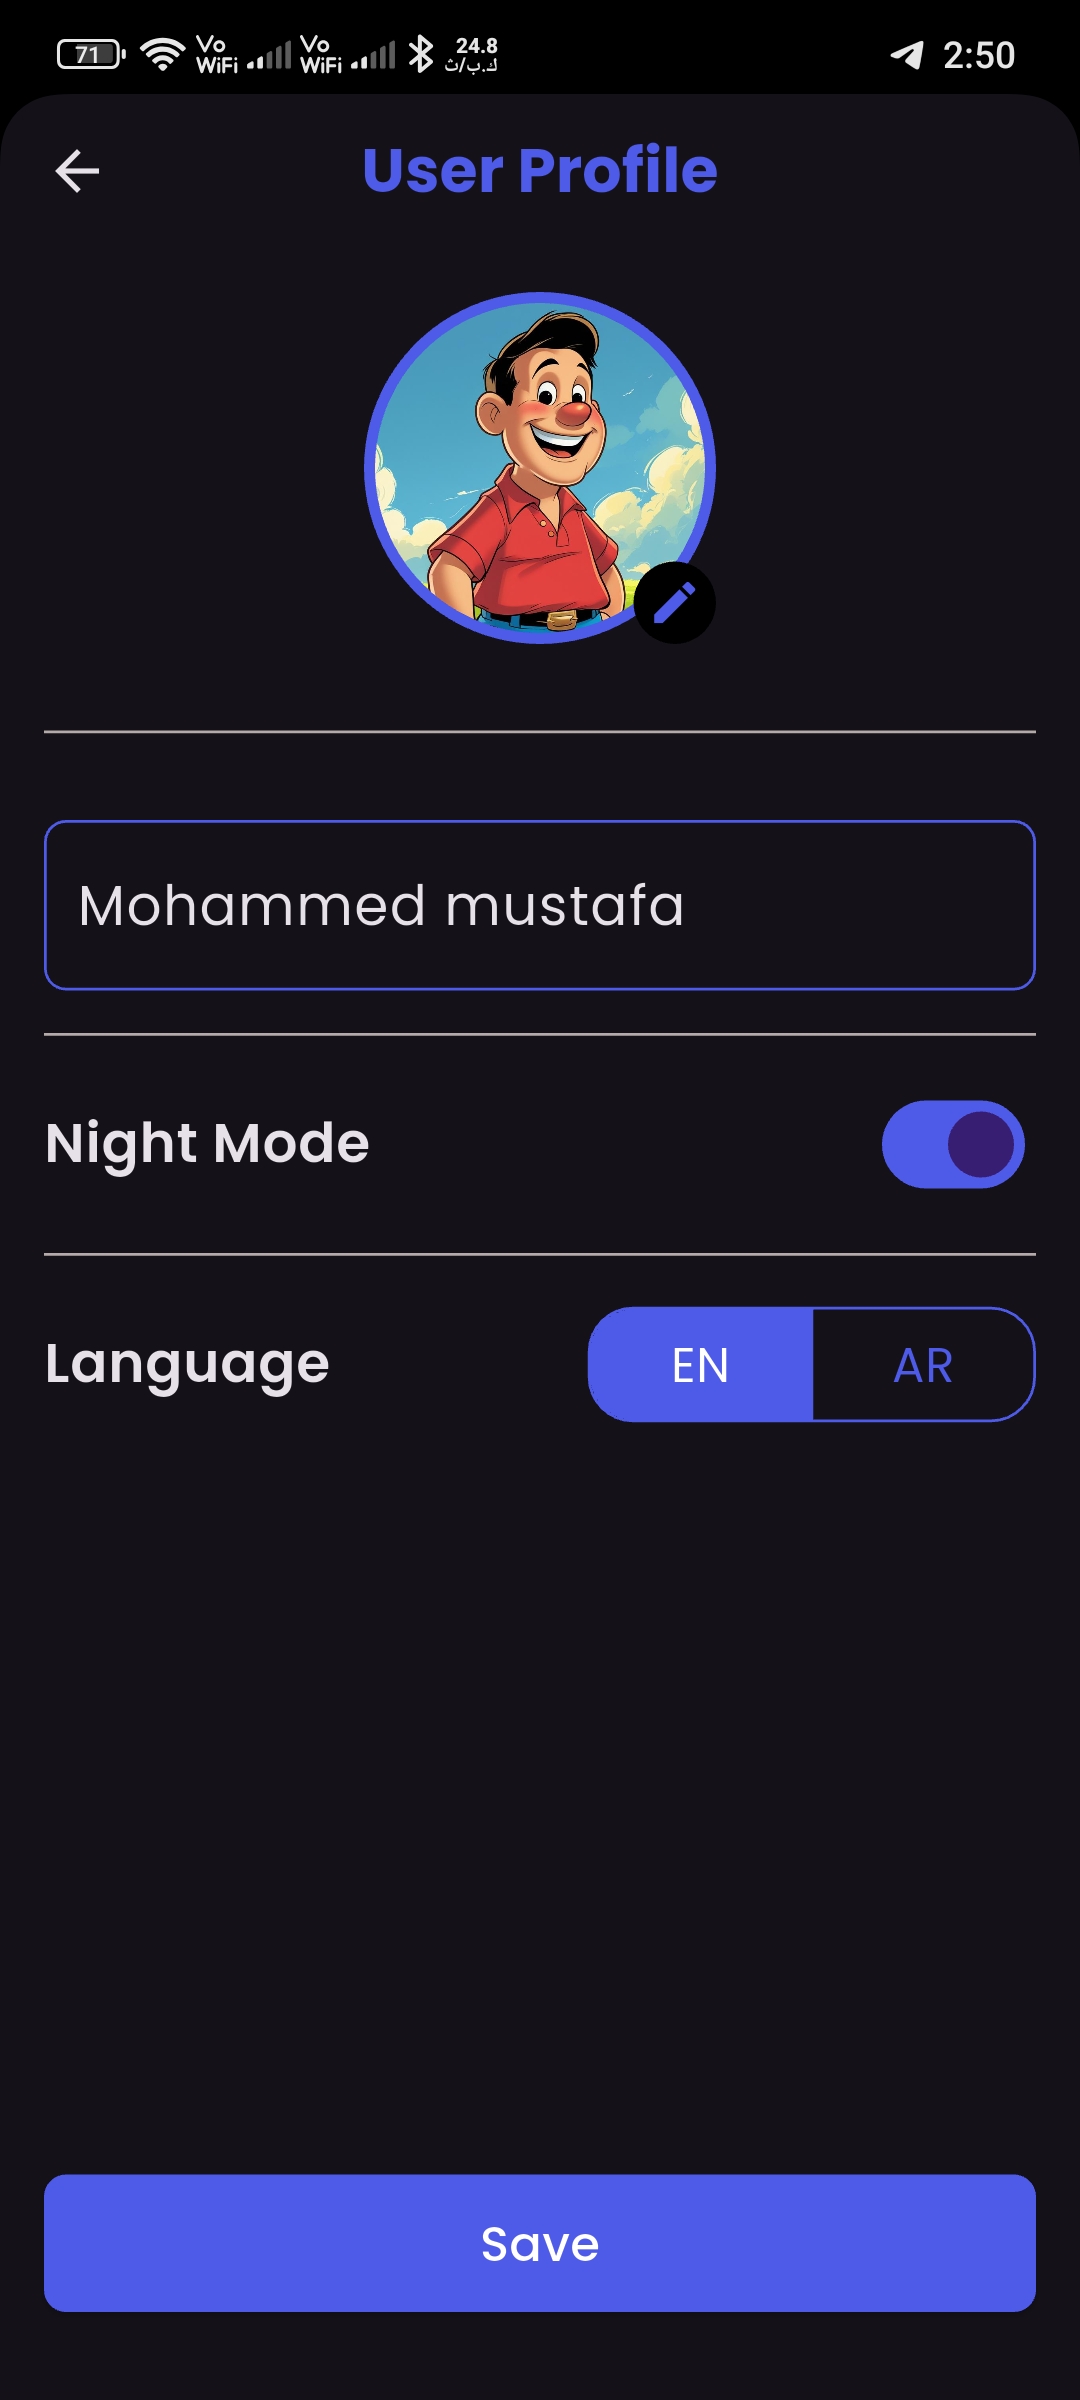 71
Vo
WiFi
Vo
WiFi
24.8
ك.ب/ث
2:50
User Profile
Mohammed mustafa
Night Mode
Language
EN
AR
Save